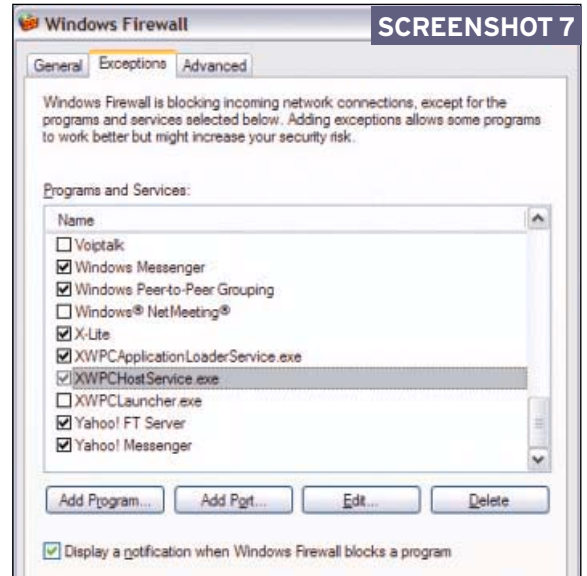 Windows Firewall
SCREENSHOT 7
General Exceptions Advanced
Windows Firewall is blocking incoming network connections, except for the
programs and services selected below. Adding exceptions allows some programs
to work better but might increase your security risk.
Programs and Services:
Name
Voiptalk
Windows Messenger
Windows Peer-to-Peer Grouping
Windows® NetMeeting®
X-Lite
XWPCApplicationLoaderService.exe
XWPCHostService.exe
XWPCLauncher.exe
Yahoo! FT Server
Yahoo! Messenger
Add Program... Add Port... Edit... Delete
Display a notification when Windows Firewall blocks a program